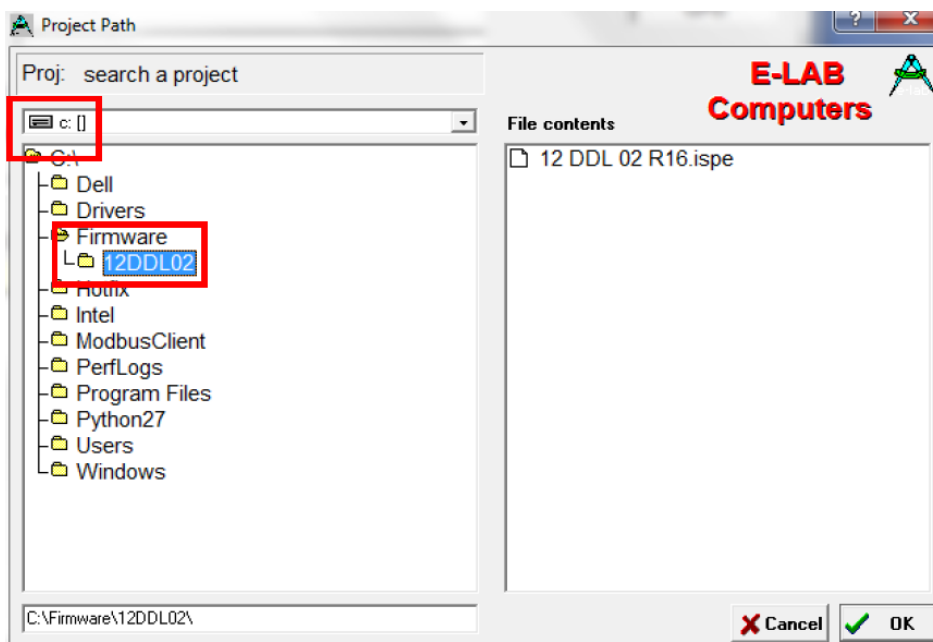 Project Path
?
X
Proj: search a project
E-LAB
Computers
c: []
File contents
C:\
12 DDL 02 R16.ispe
Dell
Drivers
Firmware
12DDL02
Hotfix
Intel
ModbusClient
PerfLogs
Program Files
Python27
Users
Windows
C:\Firmware\12DDL02\
Cancel
OK